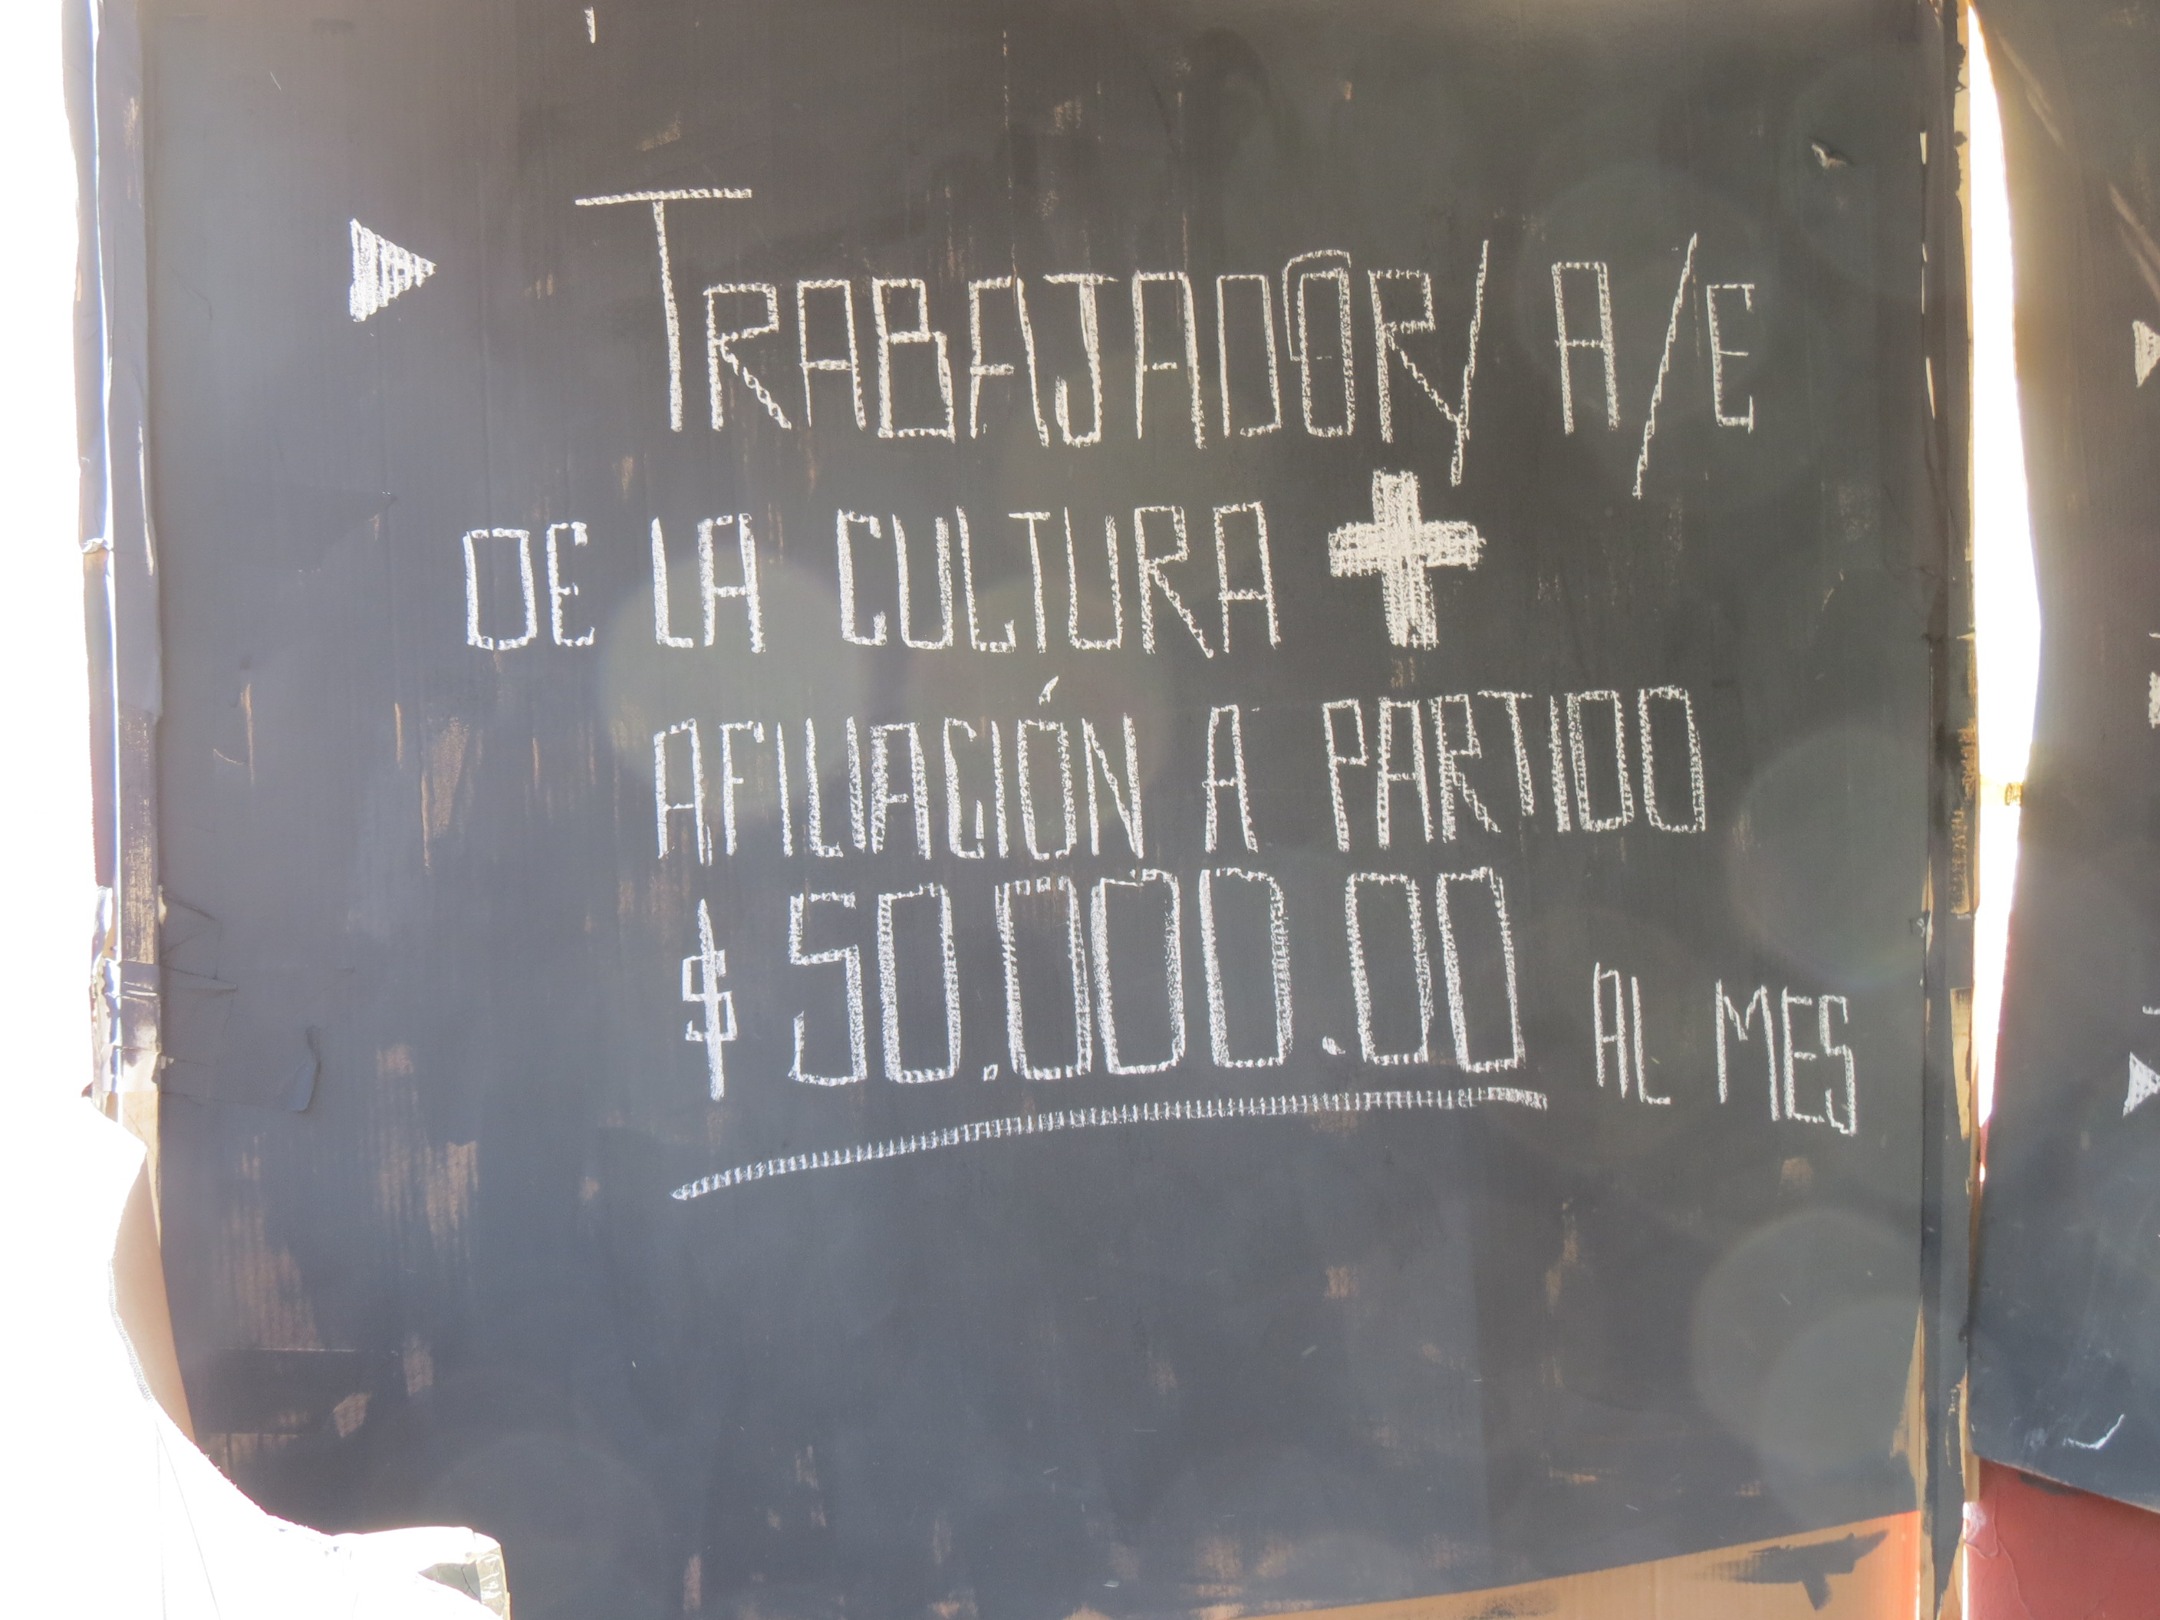 TRABAJADOR/ A/E
DE LA CULTURA +
AFILIACIÓN A PARTIDO
$ 50.000.00 AL MES